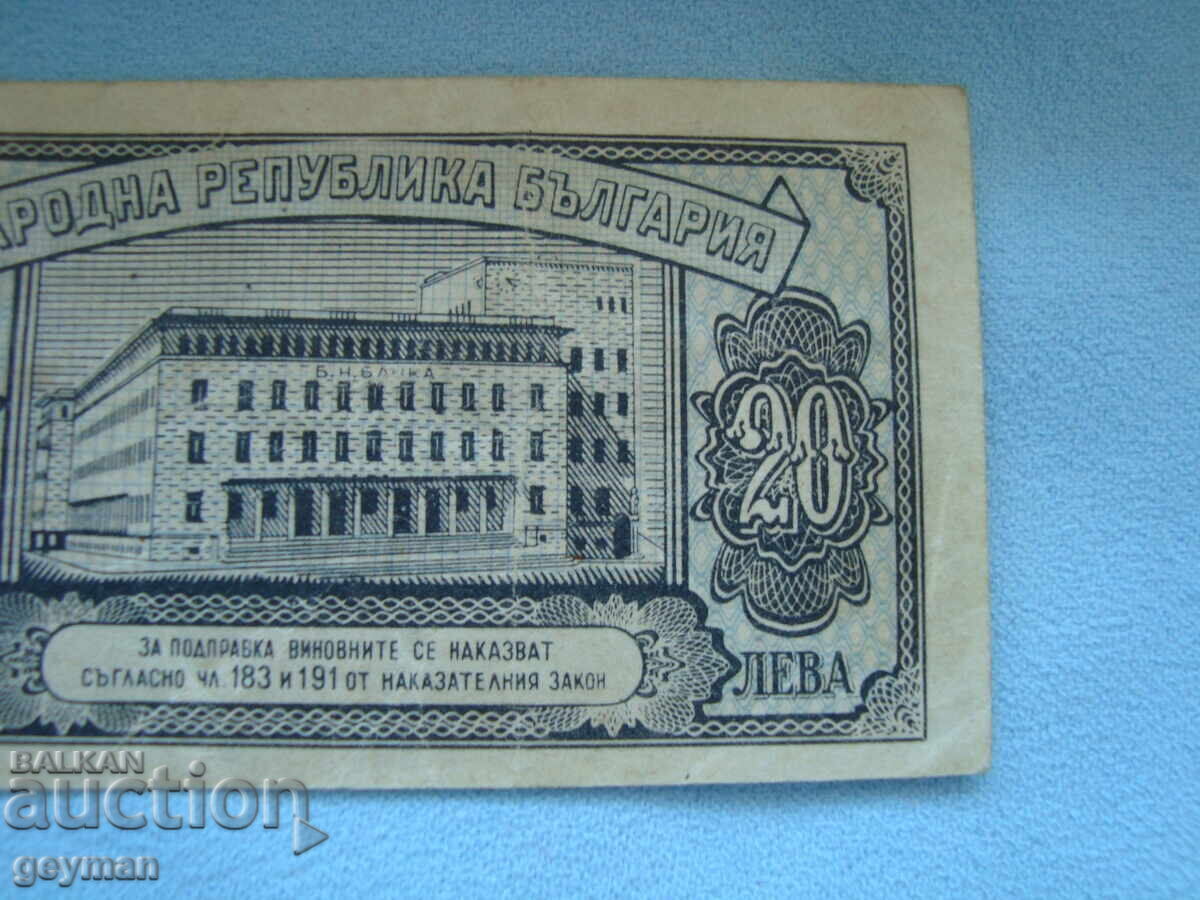 АРОДНА РЕПУБЛИКА БЪЛГАРИЯ
Б.Н.БАНКА
20
ЗА ПОДПРАВКА ВИНОВНИТЕ СЕ НАКАЗВАТ
СЪГЛАСНО ЧЛ. 183 И 191 ОТ НАКАЗАТЕЛНИЯ ЗАКОН
ЛЕВА
BALKAN
auction
geyman